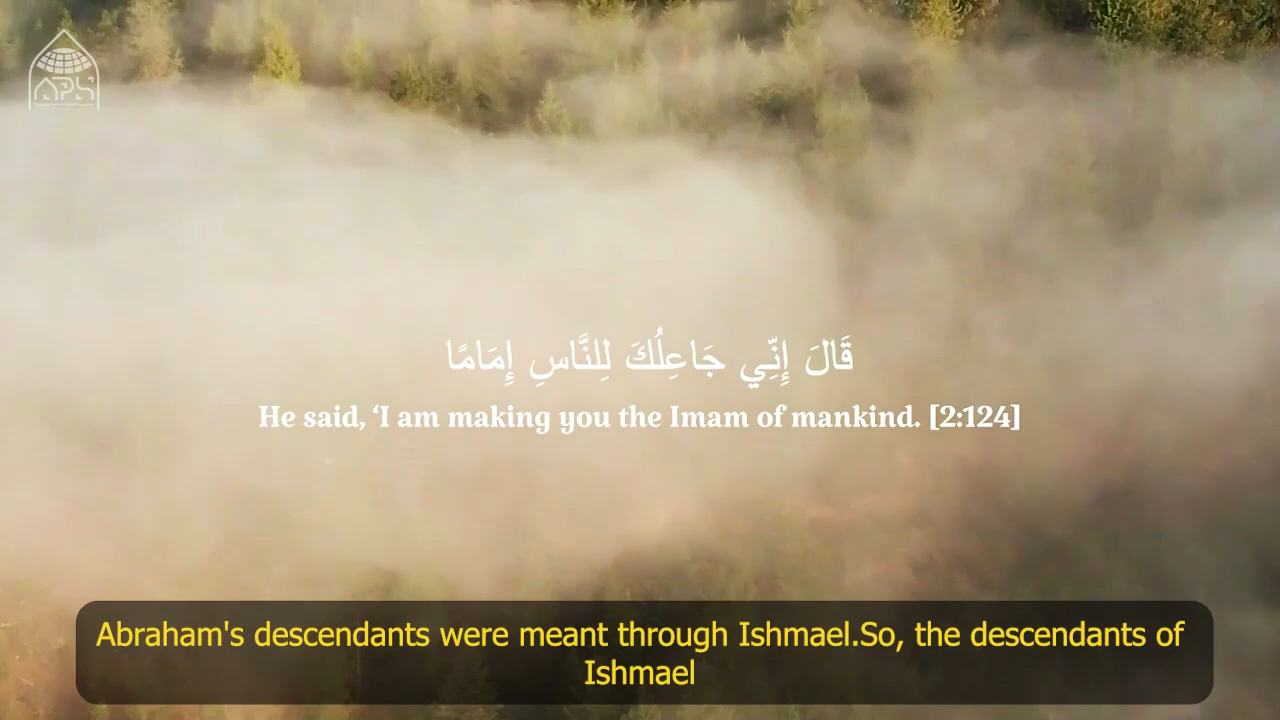 APS
قَالَ إِنِّي جَاعِلُكَ لِلنَّاسِ إِمَامًا
He said, ‘I am making you the Imam of mankind. [2:124]
Abraham's descendants were meant through Ishmael.So, the descendants of
Ishmael